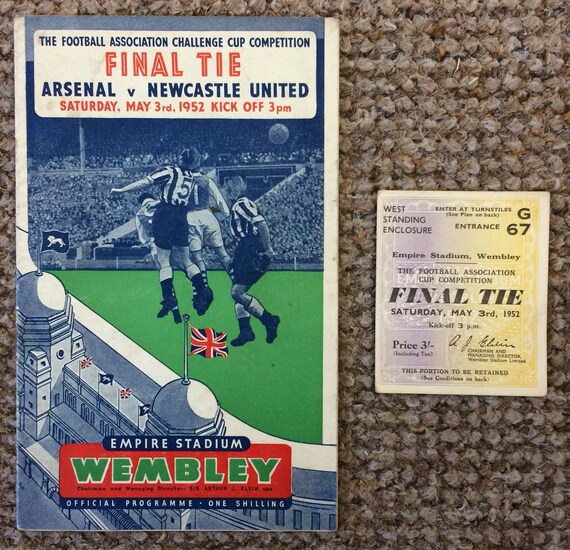 THE FOOTBALL ASSOCIATION CHALLENGE CUP COMPETITION
FINAL TIE
ARSENAL v NEWCASTLE UNITED
SATURDAY, MAY 3rd, 1952 KICK OFF 3pm
5
EMPIRE STADIUM
WEMBLEY
Chairman and Managing Director: SIR ARTHUR J. ELVIN, MBE
OFFICIAL PROGRAMME · ONE SHILLING
WEST
STANDING
ENCLOSURE
ENTER AT TURNSTILES
(See Plan on back)
G
ENTRANCE 67
Empire Stadium, Wembley
THE FOOTBALL ASSOCIATION
CUP COMPETITION
FINAL TIE
SATURDAY, MAY 3rd, 1952
Kick-off 3 p.m.
Price 3/-
(Including Tax)
A J Elvin
CHAIRMAN AND
MANAGING DIRECTOR,
Wembley Stadium Limited
THIS PORTION TO BE RETAINED
(See Conditions on back)